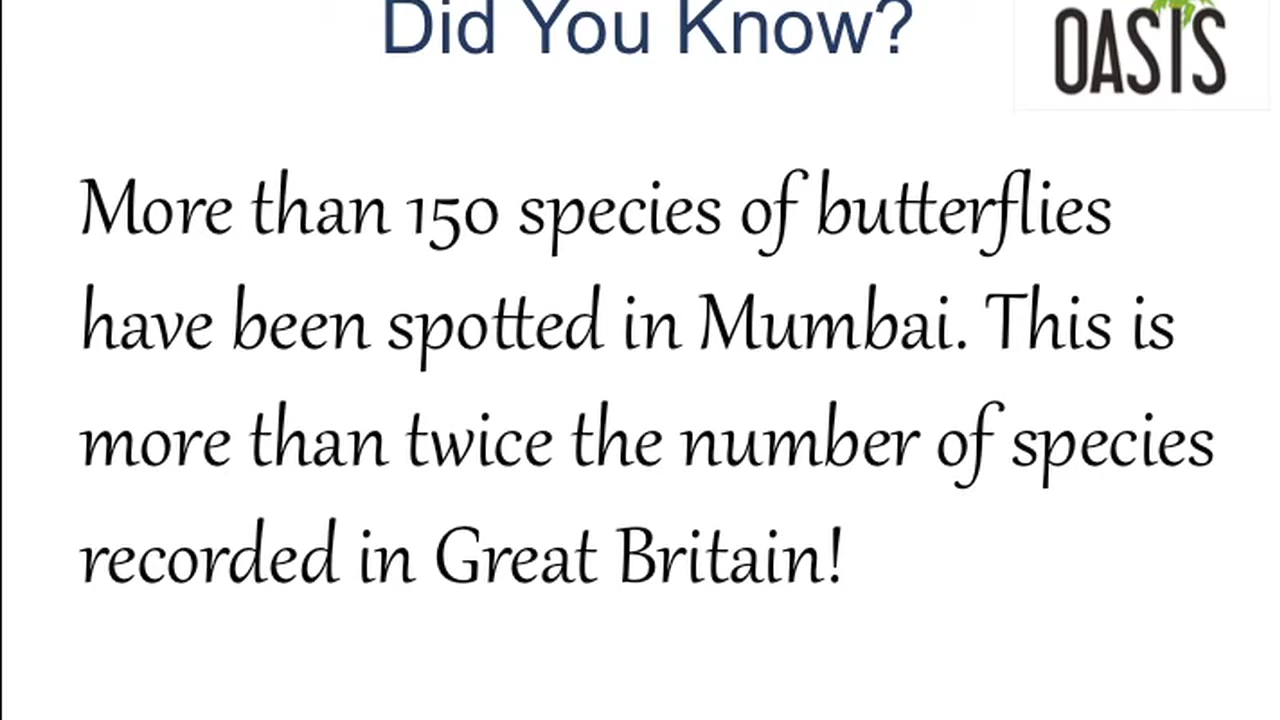 Did You Know?
OASIS
More than 150 species of butterflies
have been spotted in Mumbai. This is
more than twice the number of species
recorded in Great Britain!